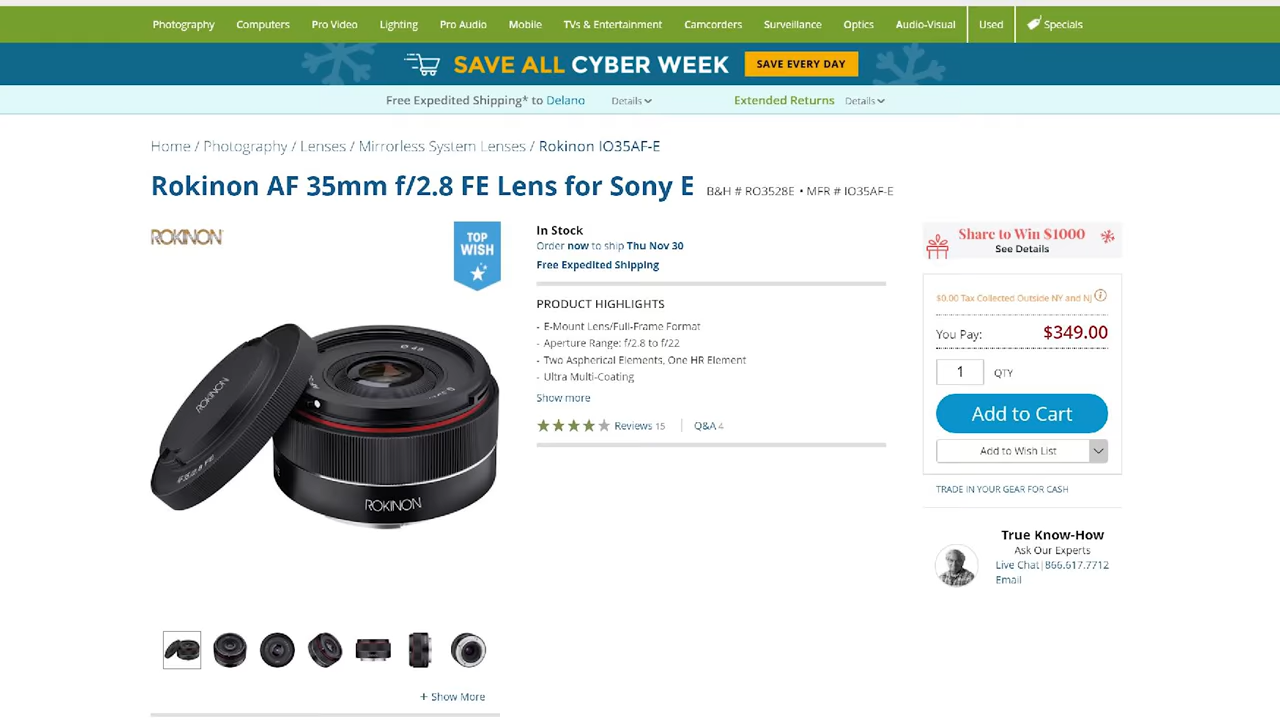 Photography Computers Pro Video Lighting Pro Audio Mobile TVs & Entertainment Camcorders Surveillance Optics Audio-Visual Used Specials
SAVE ALL CYBER WEEK SAVE EVERY DAY
Free Expedited Shipping* to Delano Details Extended Returns Details
Home / Photography / Lenses / Mirrorless System Lenses / Rokinon IO35AF-E
Rokinon AF 35mm f/2.8 FE Lens for Sony E B&H # RO3528E • MFR # IO35AF-E
ROKINON
TOP
WISH
In Stock
Order now to ship Thu Nov 30
Free Expedited Shipping
PRODUCT HIGHLIGHTS
- E-Mount Lens/Full-Frame Format
- Aperture Range: f/2.8 to f/22
- Two Aspherical Elements, One HR Element
- Ultra Multi-Coating
Show more
Reviews 15 Q&A 4
Share to Win $1000
See Details
$0.00 Tax Collected Outside NY and NJ
You Pay: $349.00
1 QTY
Add to Cart
Add to Wish List
TRADE IN YOUR GEAR FOR CASH
True Know-How
Ask Our Experts
Live Chat|866.617.7712
Email
ROKINON
AF 35/2.8 FE
ROKINON
+ Show More